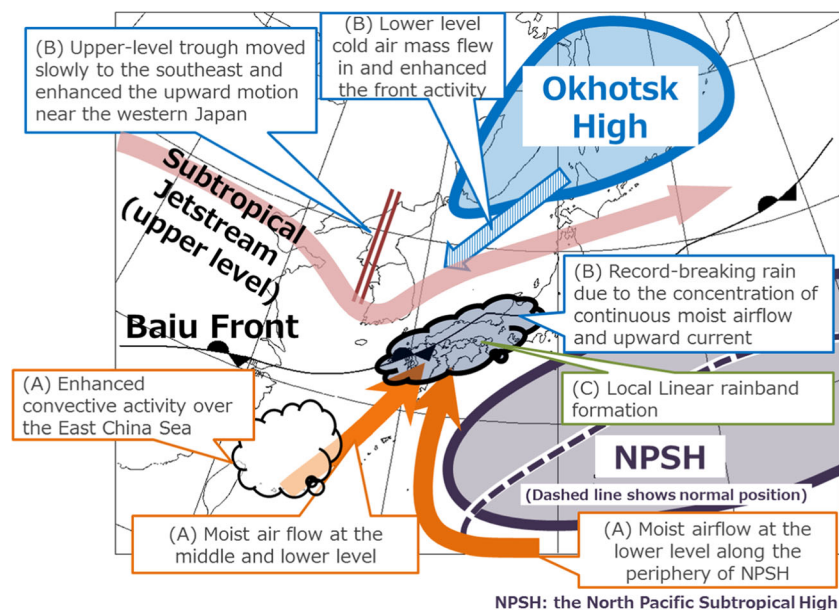 (B) Upper-level trough moved
slowly to the southeast and
enhanced the upward motion
near the western Japan
(B) Lower level
cold air mass flew
in and enhanced
the front activity
Okhotsk
High
Subtropical
Jetstream
(upper level)
Baiu Front
(B) Record-breaking rain
due to the concentration of
continuous moist airflow
and upward current
(A) Enhanced
convective activity over
the East China Sea
(C) Local Linear rainband
formation
NPSH
(Dashed line shows normal position)
(A) Moist air flow at the
middle and lower level
(A) Moist airflow at the
lower level along the
periphery of NPSH
NPSH: the North Pacific Subtropical High